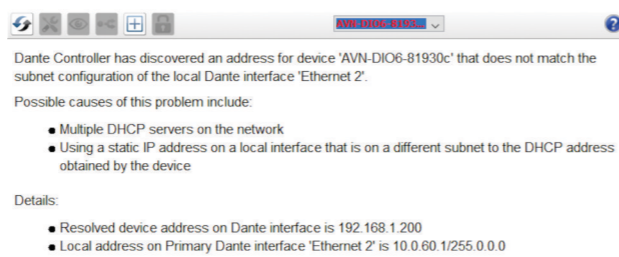 AVN-DIO6-8193...
Dante Controller has discovered an address for device 'AVN-DIO6-81930c' that does not match the
subnet configuration of the local Dante interface 'Ethernet 2'.
Possible causes of this problem include:
● Multiple DHCP servers on the network
● Using a static IP address on a local interface that is on a different subnet to the DHCP address
obtained by the device
Details:
● Resolved device address on Dante interface is 192.168.1.200
● Local address on Primary Dante interface 'Ethernet 2' is 10.0.60.1/255.0.0.0